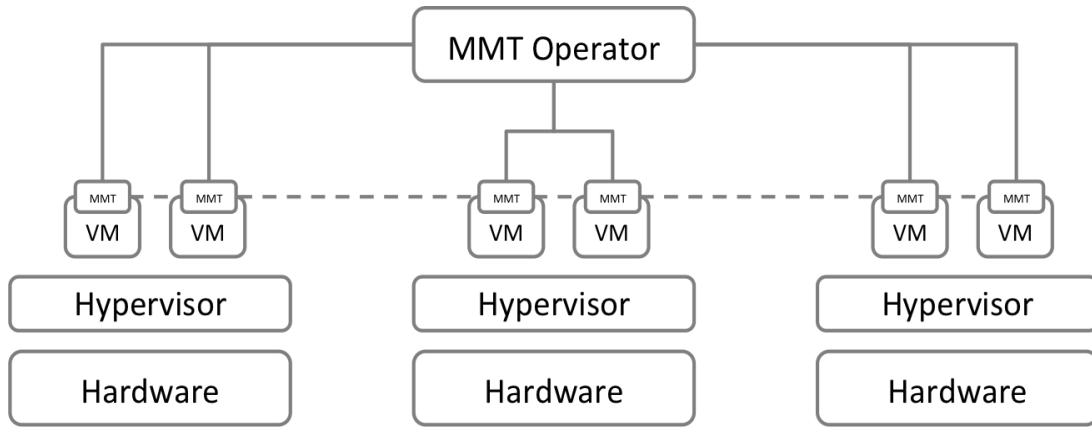 MMT Operator
MMT MMT MMT MMT MMT MMT
VM VM VM VM VM VM
Hypervisor Hypervisor Hypervisor
Hardware Hardware Hardware